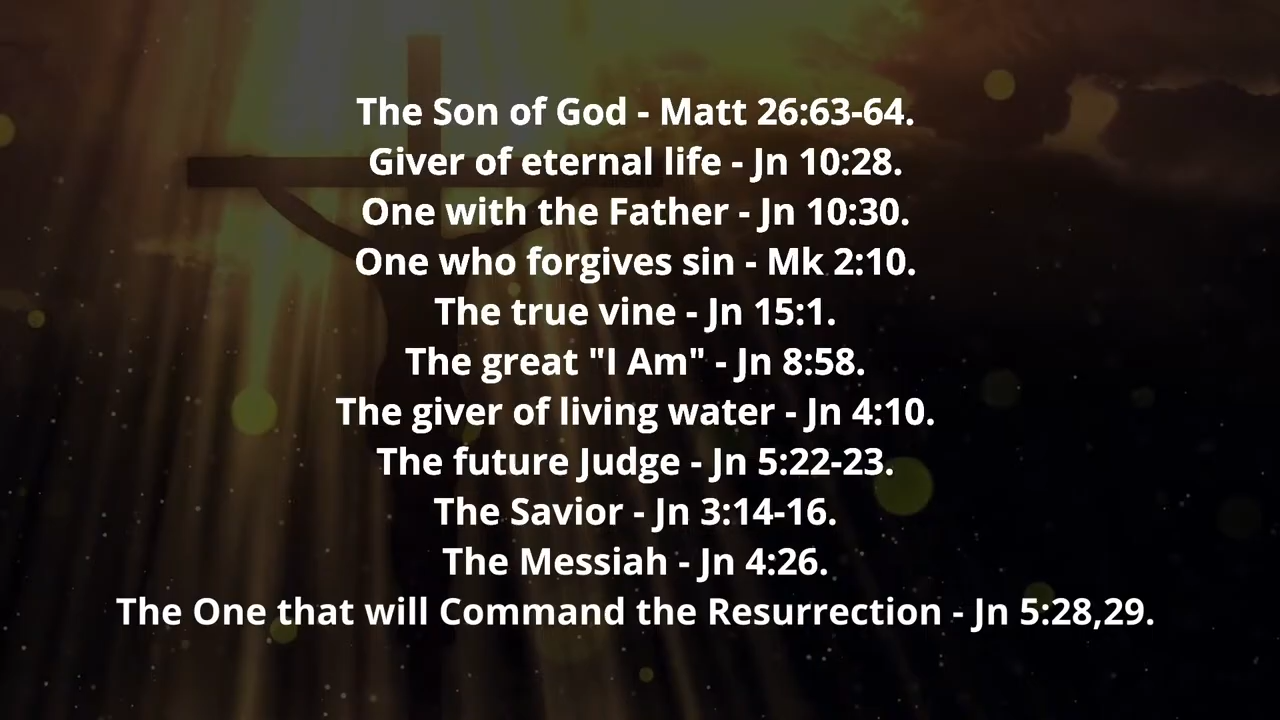 The Son of God - Matt 26:63-64.
Giver of eternal life - Jn 10:28.
One with the Father - Jn 10:30.
One who forgives sin - Mk 2:10.
The true vine - Jn 15:1.
The great "I Am" - Jn 8:58.
The giver of living water - Jn 4:10.
The future Judge - Jn 5:22-23.
The Savior - Jn 3:14-16.
The Messiah - Jn 4:26.
The One that will Command the Resurrection - Jn 5:28,29.